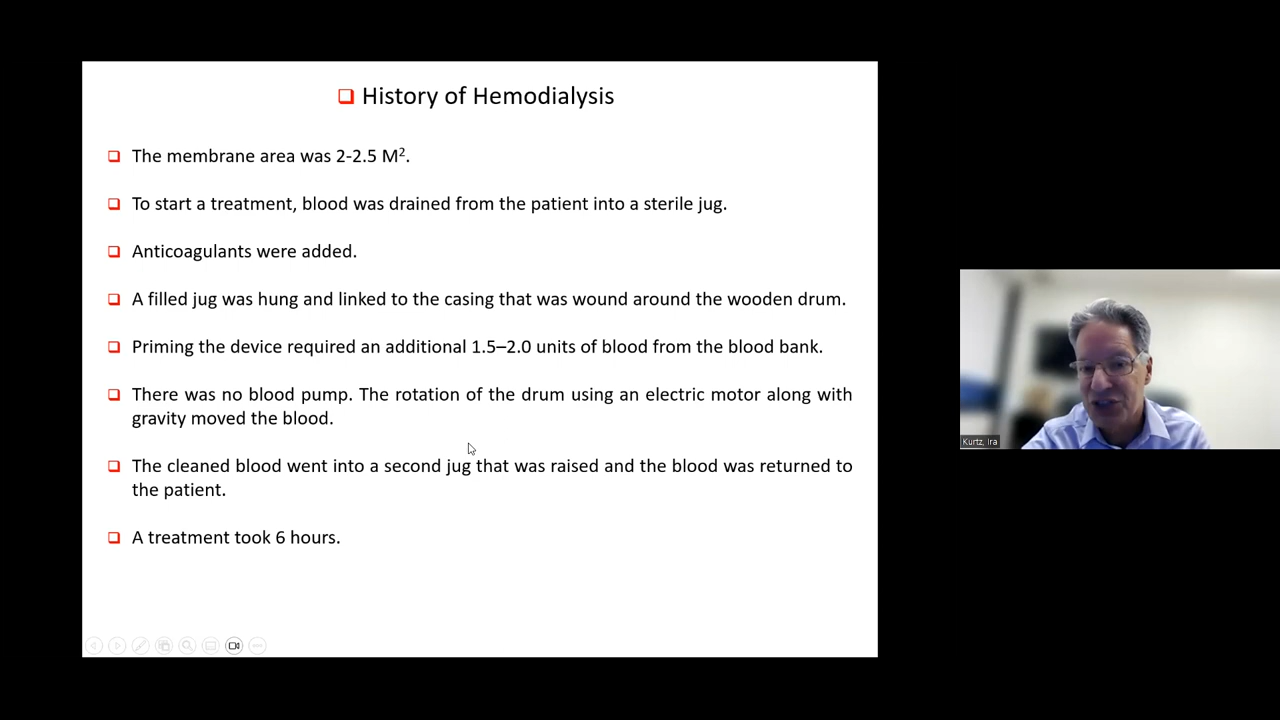 History of Hemodialysis
The membrane area was 2-2.5 M².
To start a treatment, blood was drained from the patient into a sterile jug.
Anticoagulants were added.
A filled jug was hung and linked to the casing that was wound around the wooden drum.
Priming the device required an additional 1.5–2.0 units of blood from the blood bank.
There was no blood pump. The rotation of the drum using an electric motor along with
gravity moved the blood.
The cleaned blood went into a second jug that was raised and the blood was returned to
the patient.
A treatment took 6 hours.
Kurtz, Ira